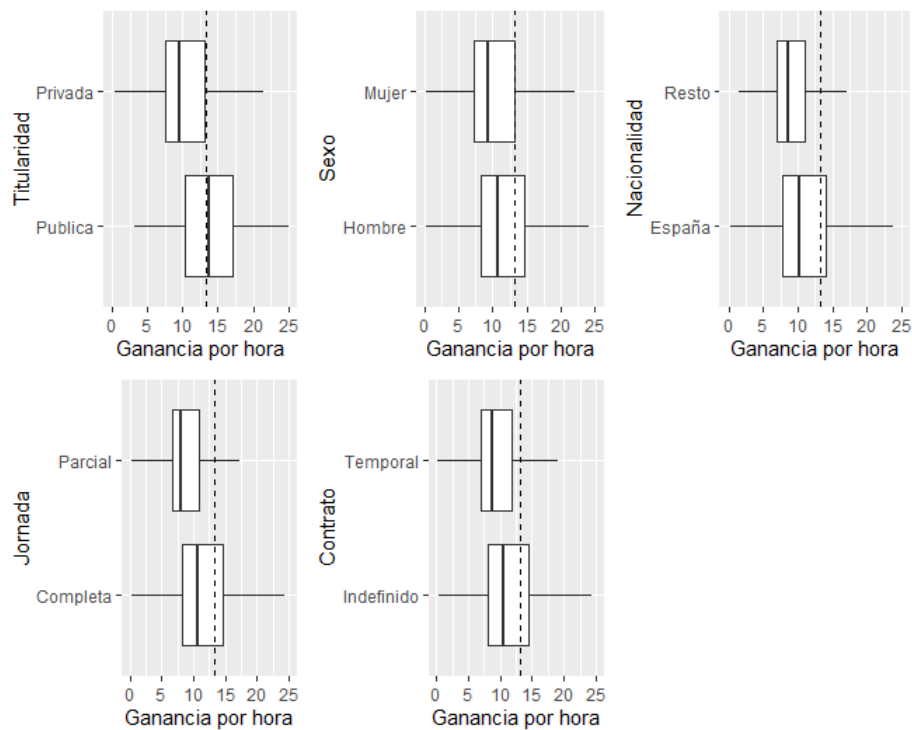 Titularidad
Privada
Publica
0 5 10 15 20 25
Ganancia por hora
Sexo
Mujer
Hombre
0 5 10 15 20 25
Ganancia por hora
Nacionalidad
Resto
España
0 5 10 15 20 25
Ganancia por hora
Jornada
Parcial
Completa
0 5 10 15 20 25
Ganancia por hora
Contrato
Temporal
Indefinido
0 5 10 15 20 25
Ganancia por hora